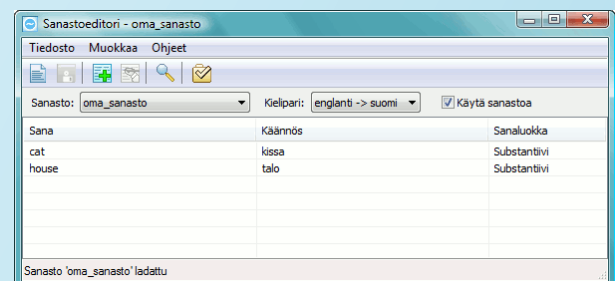 Sanastoeditori - oma_sanasto
Tiedosto Muokkaa Ohjeet
Sanasto: oma_sanasto Kielipari: englanti -> suomi Käytä sanastoa
Sana Käännös Sanaluokka
cat kissa Substantiivi
house talo Substantiivi
Sanasto 'oma_sanasto' ladattu